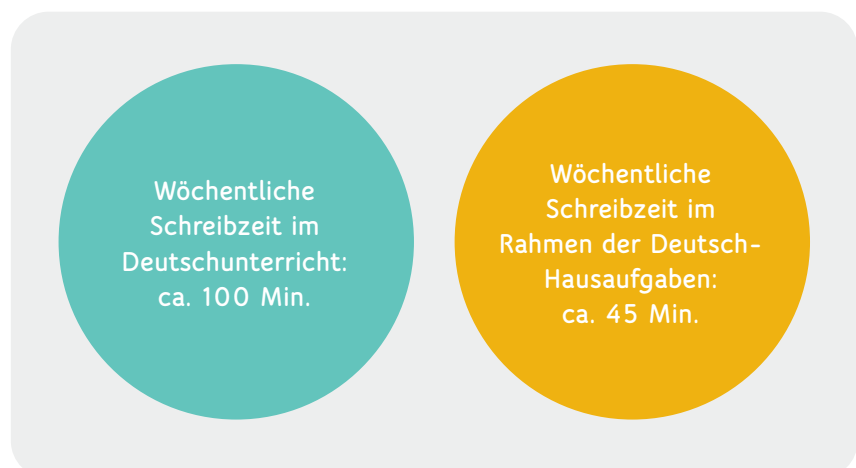 Wöchentliche
Schreibzeit im
Deutschunterricht:
ca. 100 Min.
Wöchentliche
Schreibzeit im
Rahmen der Deutsch-
Hausaufgaben:
ca. 45 Min.